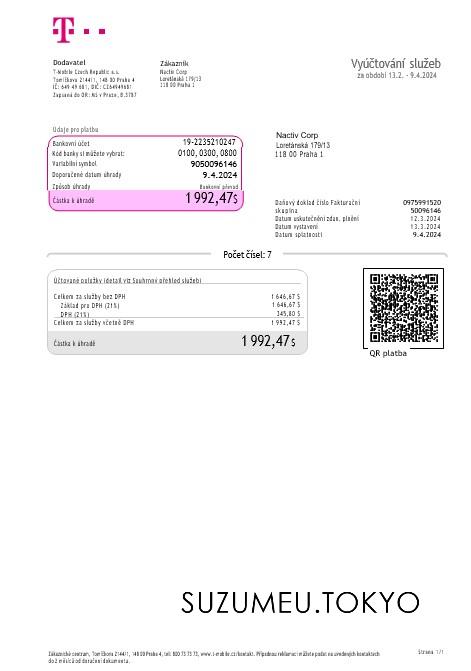 T
Dodavatel
T-Mobile Czech Republic a.s.
Tomíčkova 2144/1, 148 00 Praha 4
IČ: 649 49 681, DIČ: CZ64949681
Zapsaná do OR: MS v Praze, B.3787
Zákazník
Nactiv Corp
Loretánská 179/13
118 00 Praha 1
Vyúčtování služeb
za období 13.2. - 9.4.2024
Údaje pro platbu
Bankovní účet 19-2235210247
Kód banky si můžete vybrat: 0100, 0300, 0800
Variabilní symbol 9050096146
Doporučené datum úhrady 9.4.2024
Způsob úhrady Bankovní převod
Částka k úhradě 1 992,47$
Nactiv Corp
Loretánská 179/13
118 00 Praha 1
Daňový doklad číslo 0975991520
Fakturační skupina 50096146
Datum uskutečnění zdan. plnění 12.3.2024
Datum vystavení 13.3.2024
Datum splatnosti 9.4.2024
Počet čísel: 7
Účtované položky (detail viz Souhrnný přehled služeb)
Celkem za služby bez DPH 1 646,67 $
Základ pro DPH (21%) 1 646,67 $
DPH (21%) 345,80 $
Celkem za služby včetně DPH 1 992,47 $
Částka k úhradě 1 992,47$
QR platba
SUZUMEU.TOKYO
Zákaznické centrum, Tomíčkova 2144/1, 148 00 Praha 4, tel: 800 73 73 73, www.t-mobile.cz/kontakt. Případnou reklamaci můžete podat na uvedených kontaktech
do 2 měsíců od doručení dokumentu.
Strana 1/1